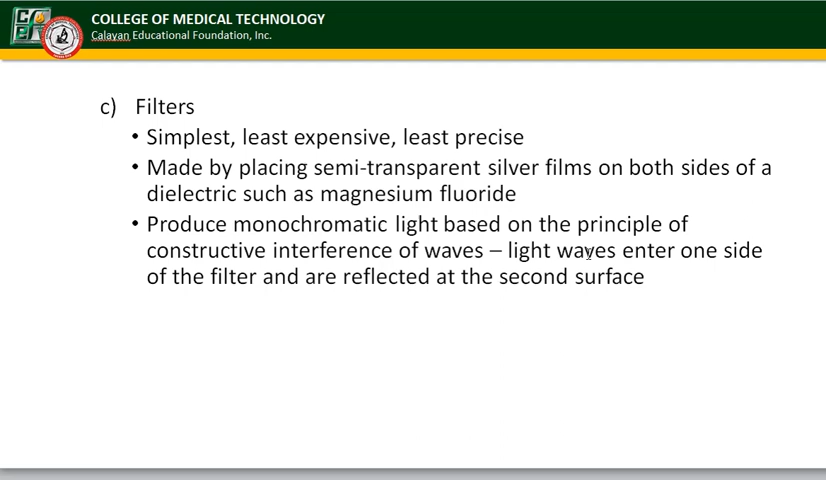 COLLEGE OF MEDICAL TECHNOLOGY
Calayan Educational Foundation, Inc.
c) Filters
• Simplest, least expensive, least precise
• Made by placing semi-transparent silver films on both sides of a
dielectric such as magnesium fluoride
• Produce monochromatic light based on the principle of
constructive interference of waves – light waves enter one side
of the filter and are reflected at the second surface